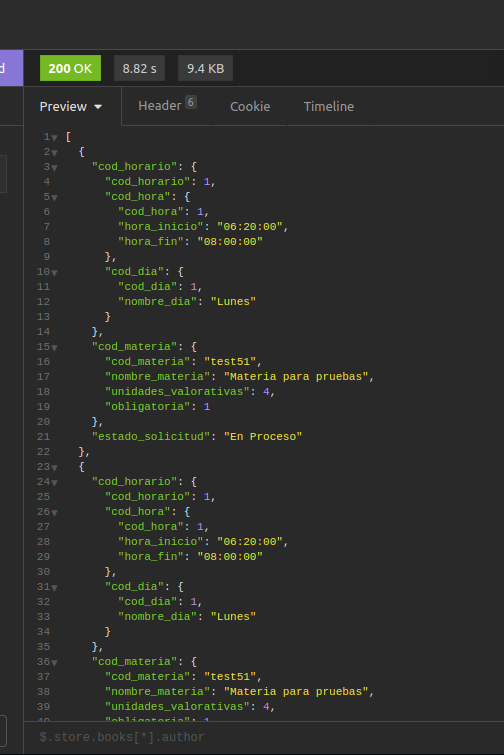 d 200 OK 8.82 s 9.4 KB
Preview Header 6 Cookie Timeline
1 [
2 {
3 "cod_horario": {
4 "cod_horario": 1,
5 "cod_hora": {
6 "cod_hora": 1,
7 "hora_inicio": "06:20:00",
8 "hora_fin": "08:00:00"
9 },
10 "cod_dia": {
11 "cod_dia": 1,
12 "nombre_dia": "Lunes"
13 }
14 },
15 "cod_materia": {
16 "cod_materia": "test51",
17 "nombre_materia": "Materia para pruebas",
18 "unidades_valorativas": 4,
19 "obligatoria": 1
20 },
21 "estado_solicitud": "En Proceso"
22 },
23 {
24 "cod_horario": {
25 "cod_horario": 1,
26 "cod_hora": {
27 "cod_hora": 1,
28 "hora_inicio": "06:20:00",
29 "hora_fin": "08:00:00"
30 },
31 "cod_dia": {
32 "cod_dia": 1,
33 "nombre_dia": "Lunes"
34 }
35 },
36 "cod_materia": {
37 "cod_materia": "test51",
38 "nombre_materia": "Materia para pruebas",
39 "unidades_valorativas": 4,
40 "obligatoria": 1
$.store.books[*].author